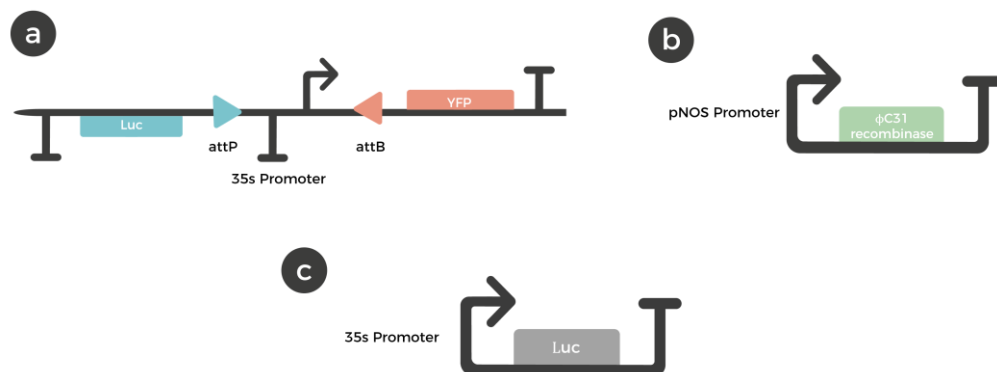 a
YFP
Luc
attP
attB
35s Promoter
b
pNOS Promoter
ϕC31
recombinase
c
35s Promoter
Luc